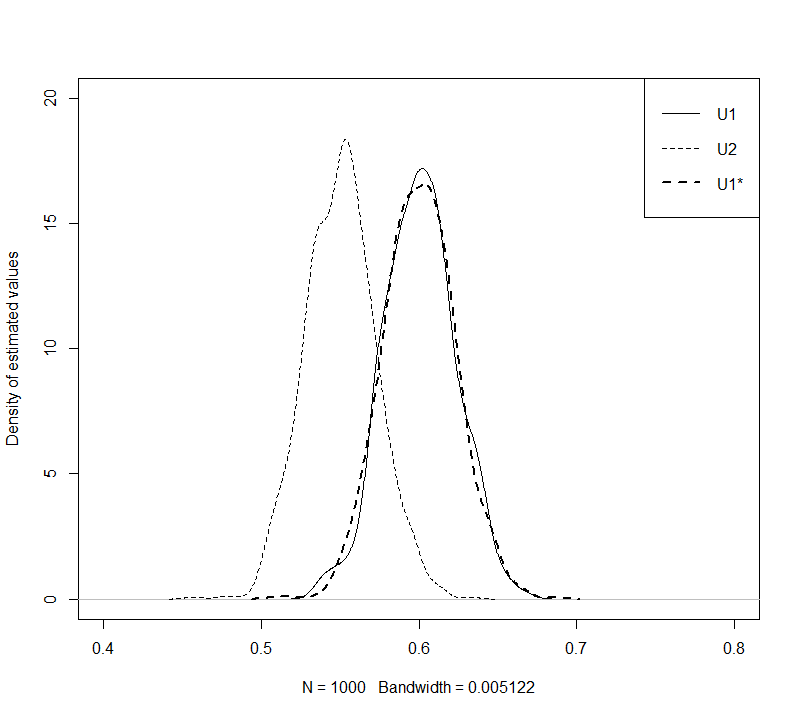 20
15
10
5
0
Density of estimated values
U1
U2
U1*
0.4 0.5 0.6 0.7 0.8
N = 1000 Bandwidth = 0.005122